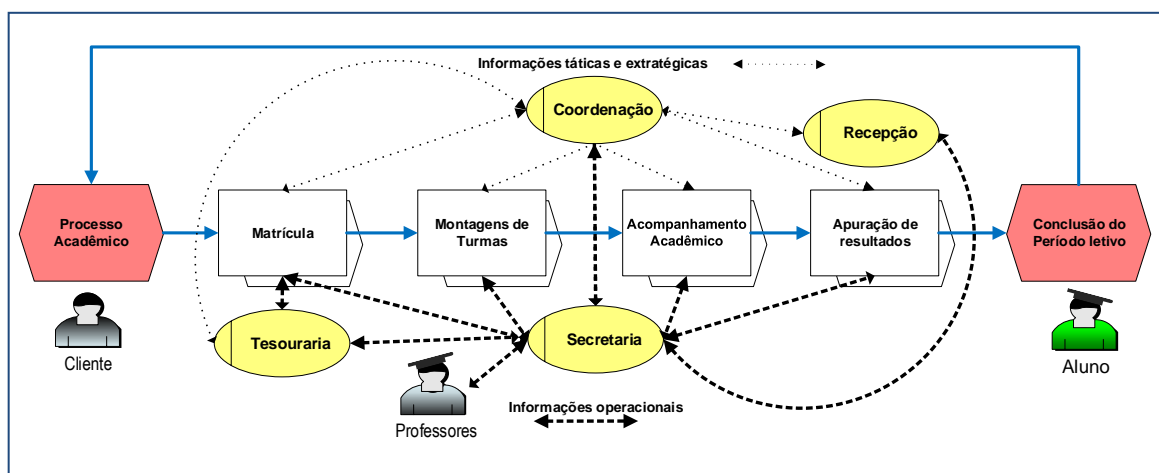 Informações táticas e extratégicas
Coordenação
Recepção
Processo
Acadêmico
Matrícula
Montagens de
Turmas
Acompanhamento
Acadêmico
Apuração de
resultados
Conclusão do
Período letivo
Cliente
Tesouraria
Secretaria
Aluno
Professores
Informações operacionais